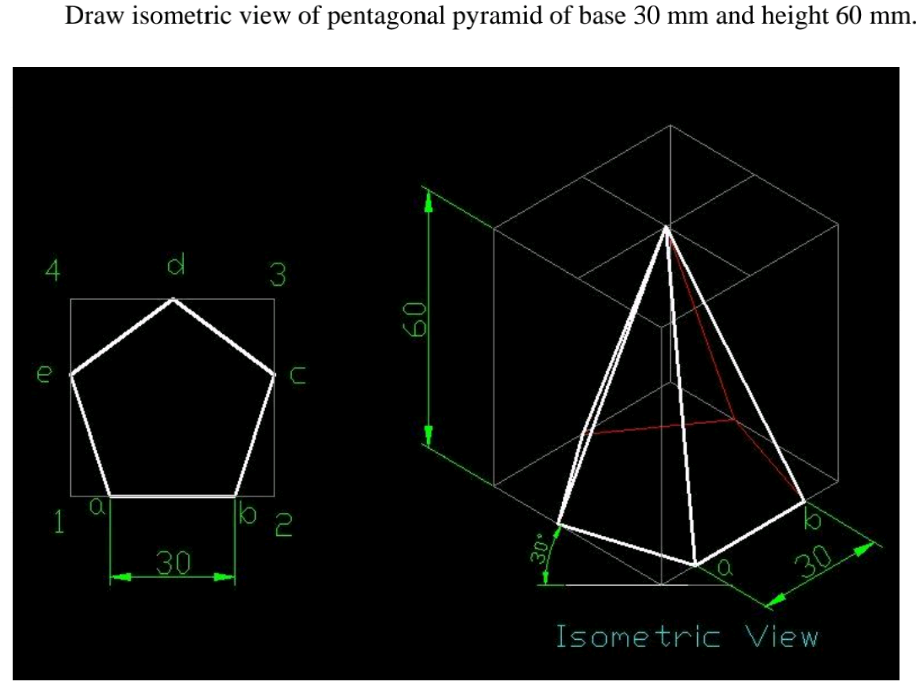 Draw isometric view of pentagonal pyramid of base 30 mm and height 60 mm.
4 d 3
e c
1 a b 2
30
60
30°
a b
30
Isometric View